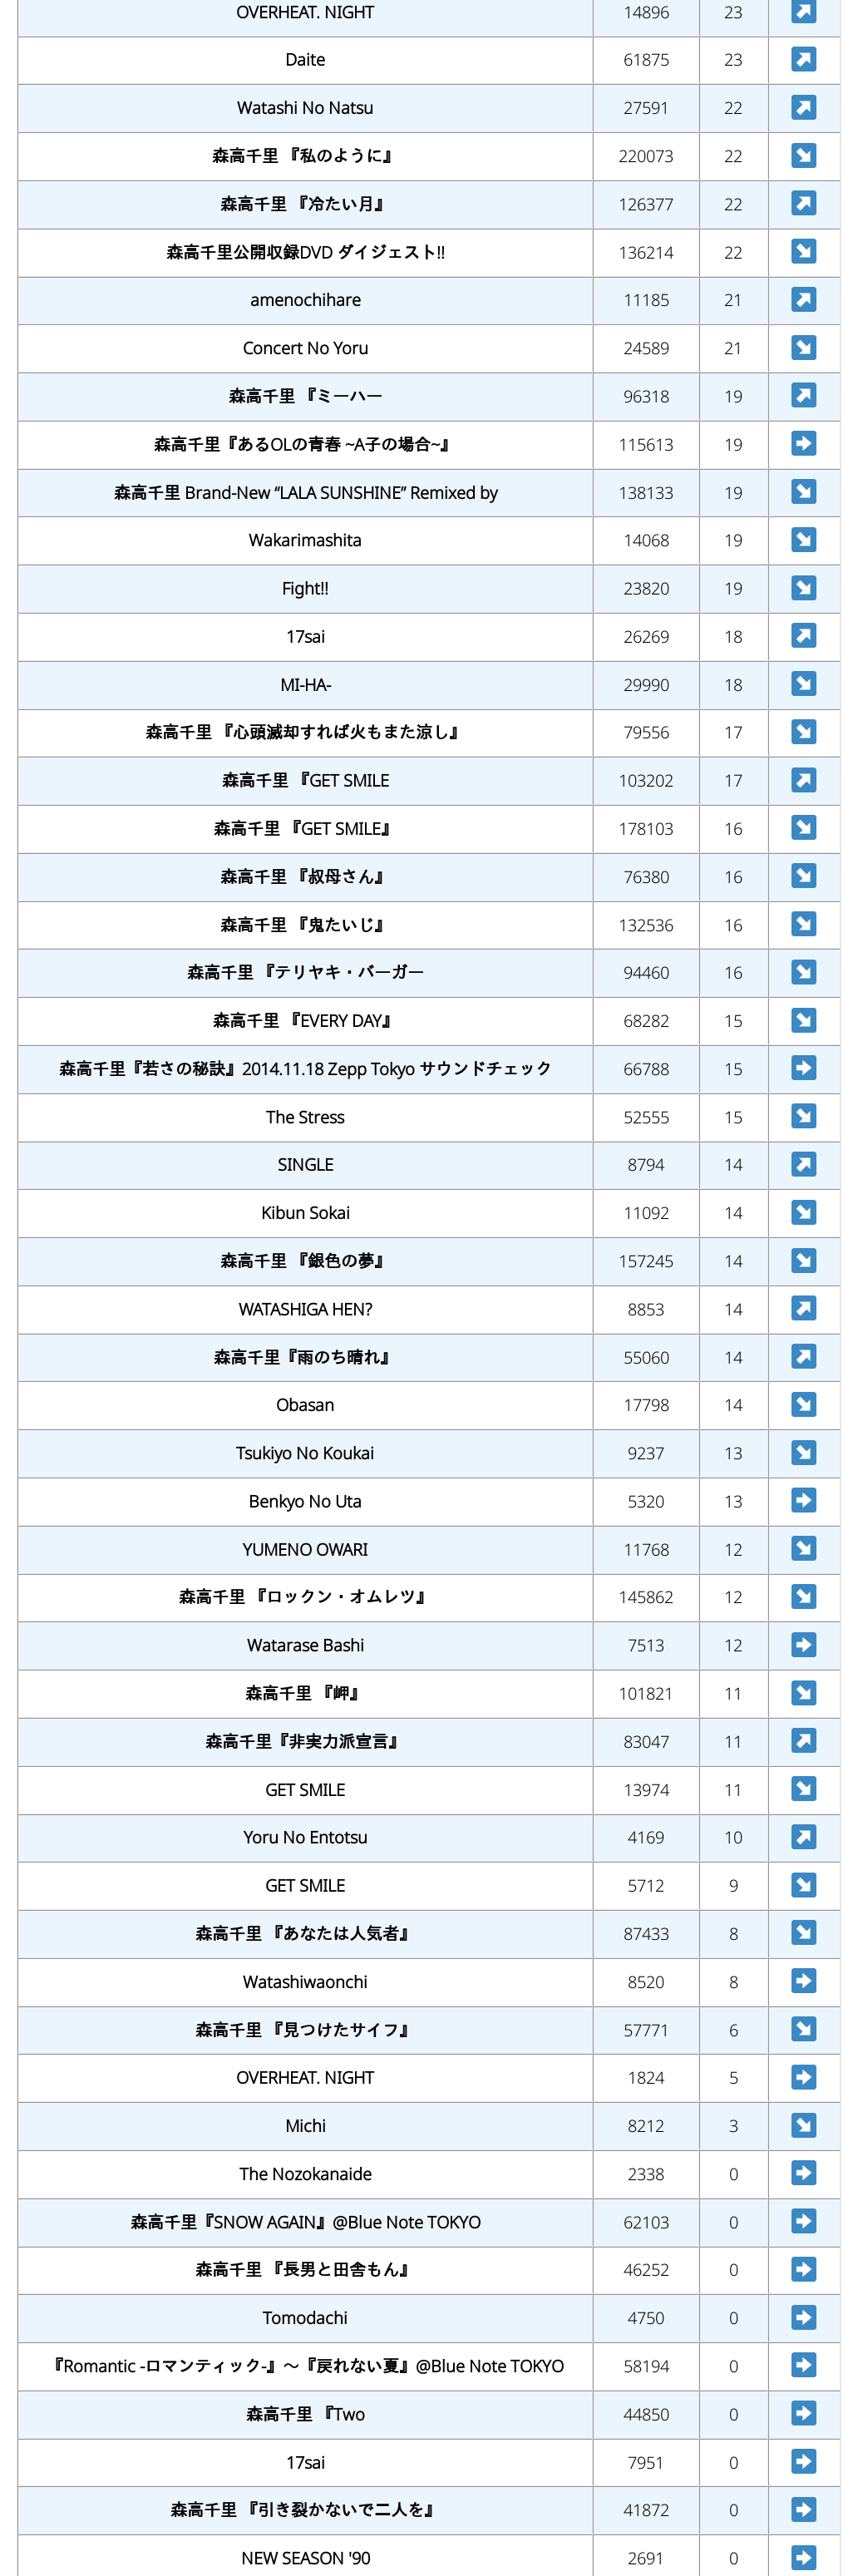 OVERHEAT. NIGHT 14896 23
Daite 61875 23
Watashi No Natsu 27591 22
森高千里 『私のように』 220073 22
森高千里 『冷たい月』 126377 22
森高千里公開収録DVD ダイジェスト!! 136214 22
amenochihare 11185 21
Concert No Yoru 24589 21
森高千里 『ミーハー 96318 19
森高千里『あるOLの青春 ~A子の場合~』 115613 19
森高千里 Brand-New “LALA SUNSHINE” Remixed by 138133 19
Wakarimashita 14068 19
Fight!! 23820 19
17sai 26269 18
MI-HA- 29990 18
森高千里 『心頭滅却すれば火もまた涼し』 79556 17
森高千里 『GET SMILE 103202 17
森高千里 『GET SMILE』 178103 16
森高千里 『叔母さん』 76380 16
森高千里 『鬼たいじ』 132536 16
森高千里 『テリヤキ・バーガー 94460 16
森高千里 『EVERY DAY』 68282 15
森高千里『若さの秘訣』2014.11.18 Zepp Tokyo サウンドチェック 66788 15
The Stress 52555 15
SINGLE 8794 14
Kibun Sokai 11092 14
森高千里 『銀色の夢』 157245 14
WATASHIGA HEN? 8853 14
森高千里『雨のち晴れ』 55060 14
Obasan 17798 14
Tsukiyo No Koukai 9237 13
Benkyo No Uta 5320 13
YUMENO OWARI 11768 12
森高千里 『ロックン・オムレツ』 145862 12
Watarase Bashi 7513 12
森高千里 『岬』 101821 11
森高千里『非実力派宣言』 83047 11
GET SMILE 13974 11
Yoru No Entotsu 4169 10
GET SMILE 5712 9
森高千里 『あなたは人気者』 87433 8
Watashiwaonchi 8520 8
森高千里 『見つけたサイフ』 57771 6
OVERHEAT. NIGHT 1824 5
Michi 8212 3
The Nozokanaide 2338 0
森高千里『SNOW AGAIN』@Blue Note TOKYO 62103 0
森高千里 『長男と田舎もん』 46252 0
Tomodachi 4750 0
『Romantic -ロマンティック-』～『戻れない夏』@Blue Note TOKYO 58194 0
森高千里 『Two 44850 0
17sai 7951 0
森高千里 『引き裂かないで二人を』 41872 0
NEW SEASON '90 2691 0